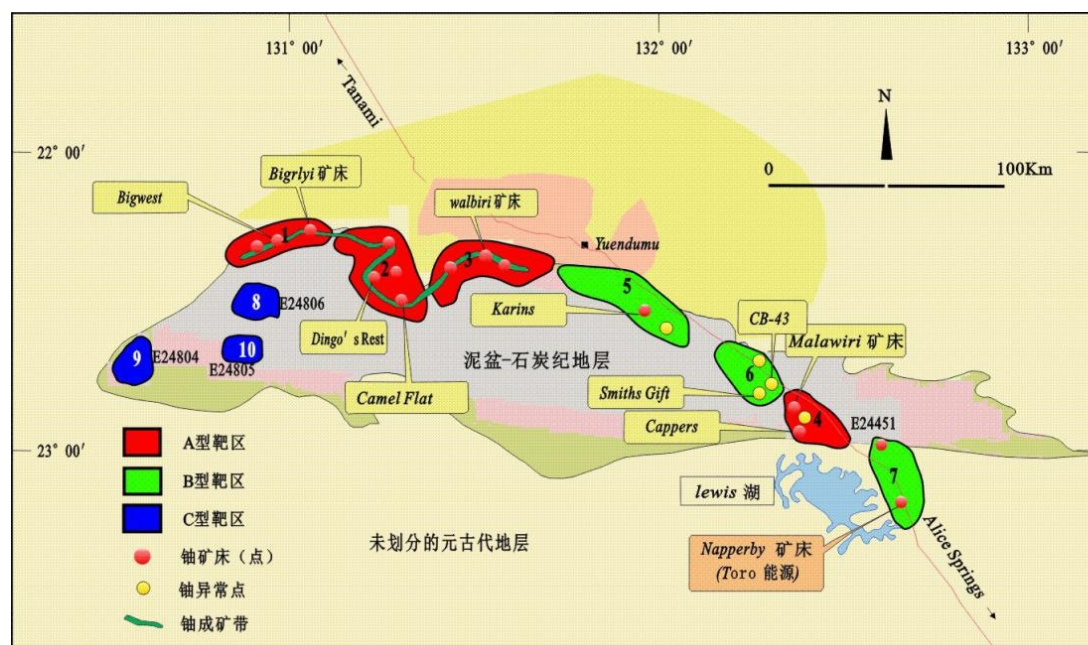 131° 00′
132° 00′
133° 00′
Tanami
N
22° 00′
0
100Km
Bigrlyi 矿床
Bigwest
walbiri 矿床
Yuendumu
1
2
3
5
8
E24806
Karins
CB-43
Malawiri 矿床
Dingo's Rest
9
E24804
10
E24805
泥盆-石炭纪地层
6
Camel Flat
Smiths Gift
4
E24451
Cappers
23° 00′
A型靶区
B型靶区
C型靶区
7
lewis 湖
铀矿床（点）
未划分的元古代地层
Napperby 矿床
(Toro 能源)
Alice Springs
铀异常点
铀成矿带